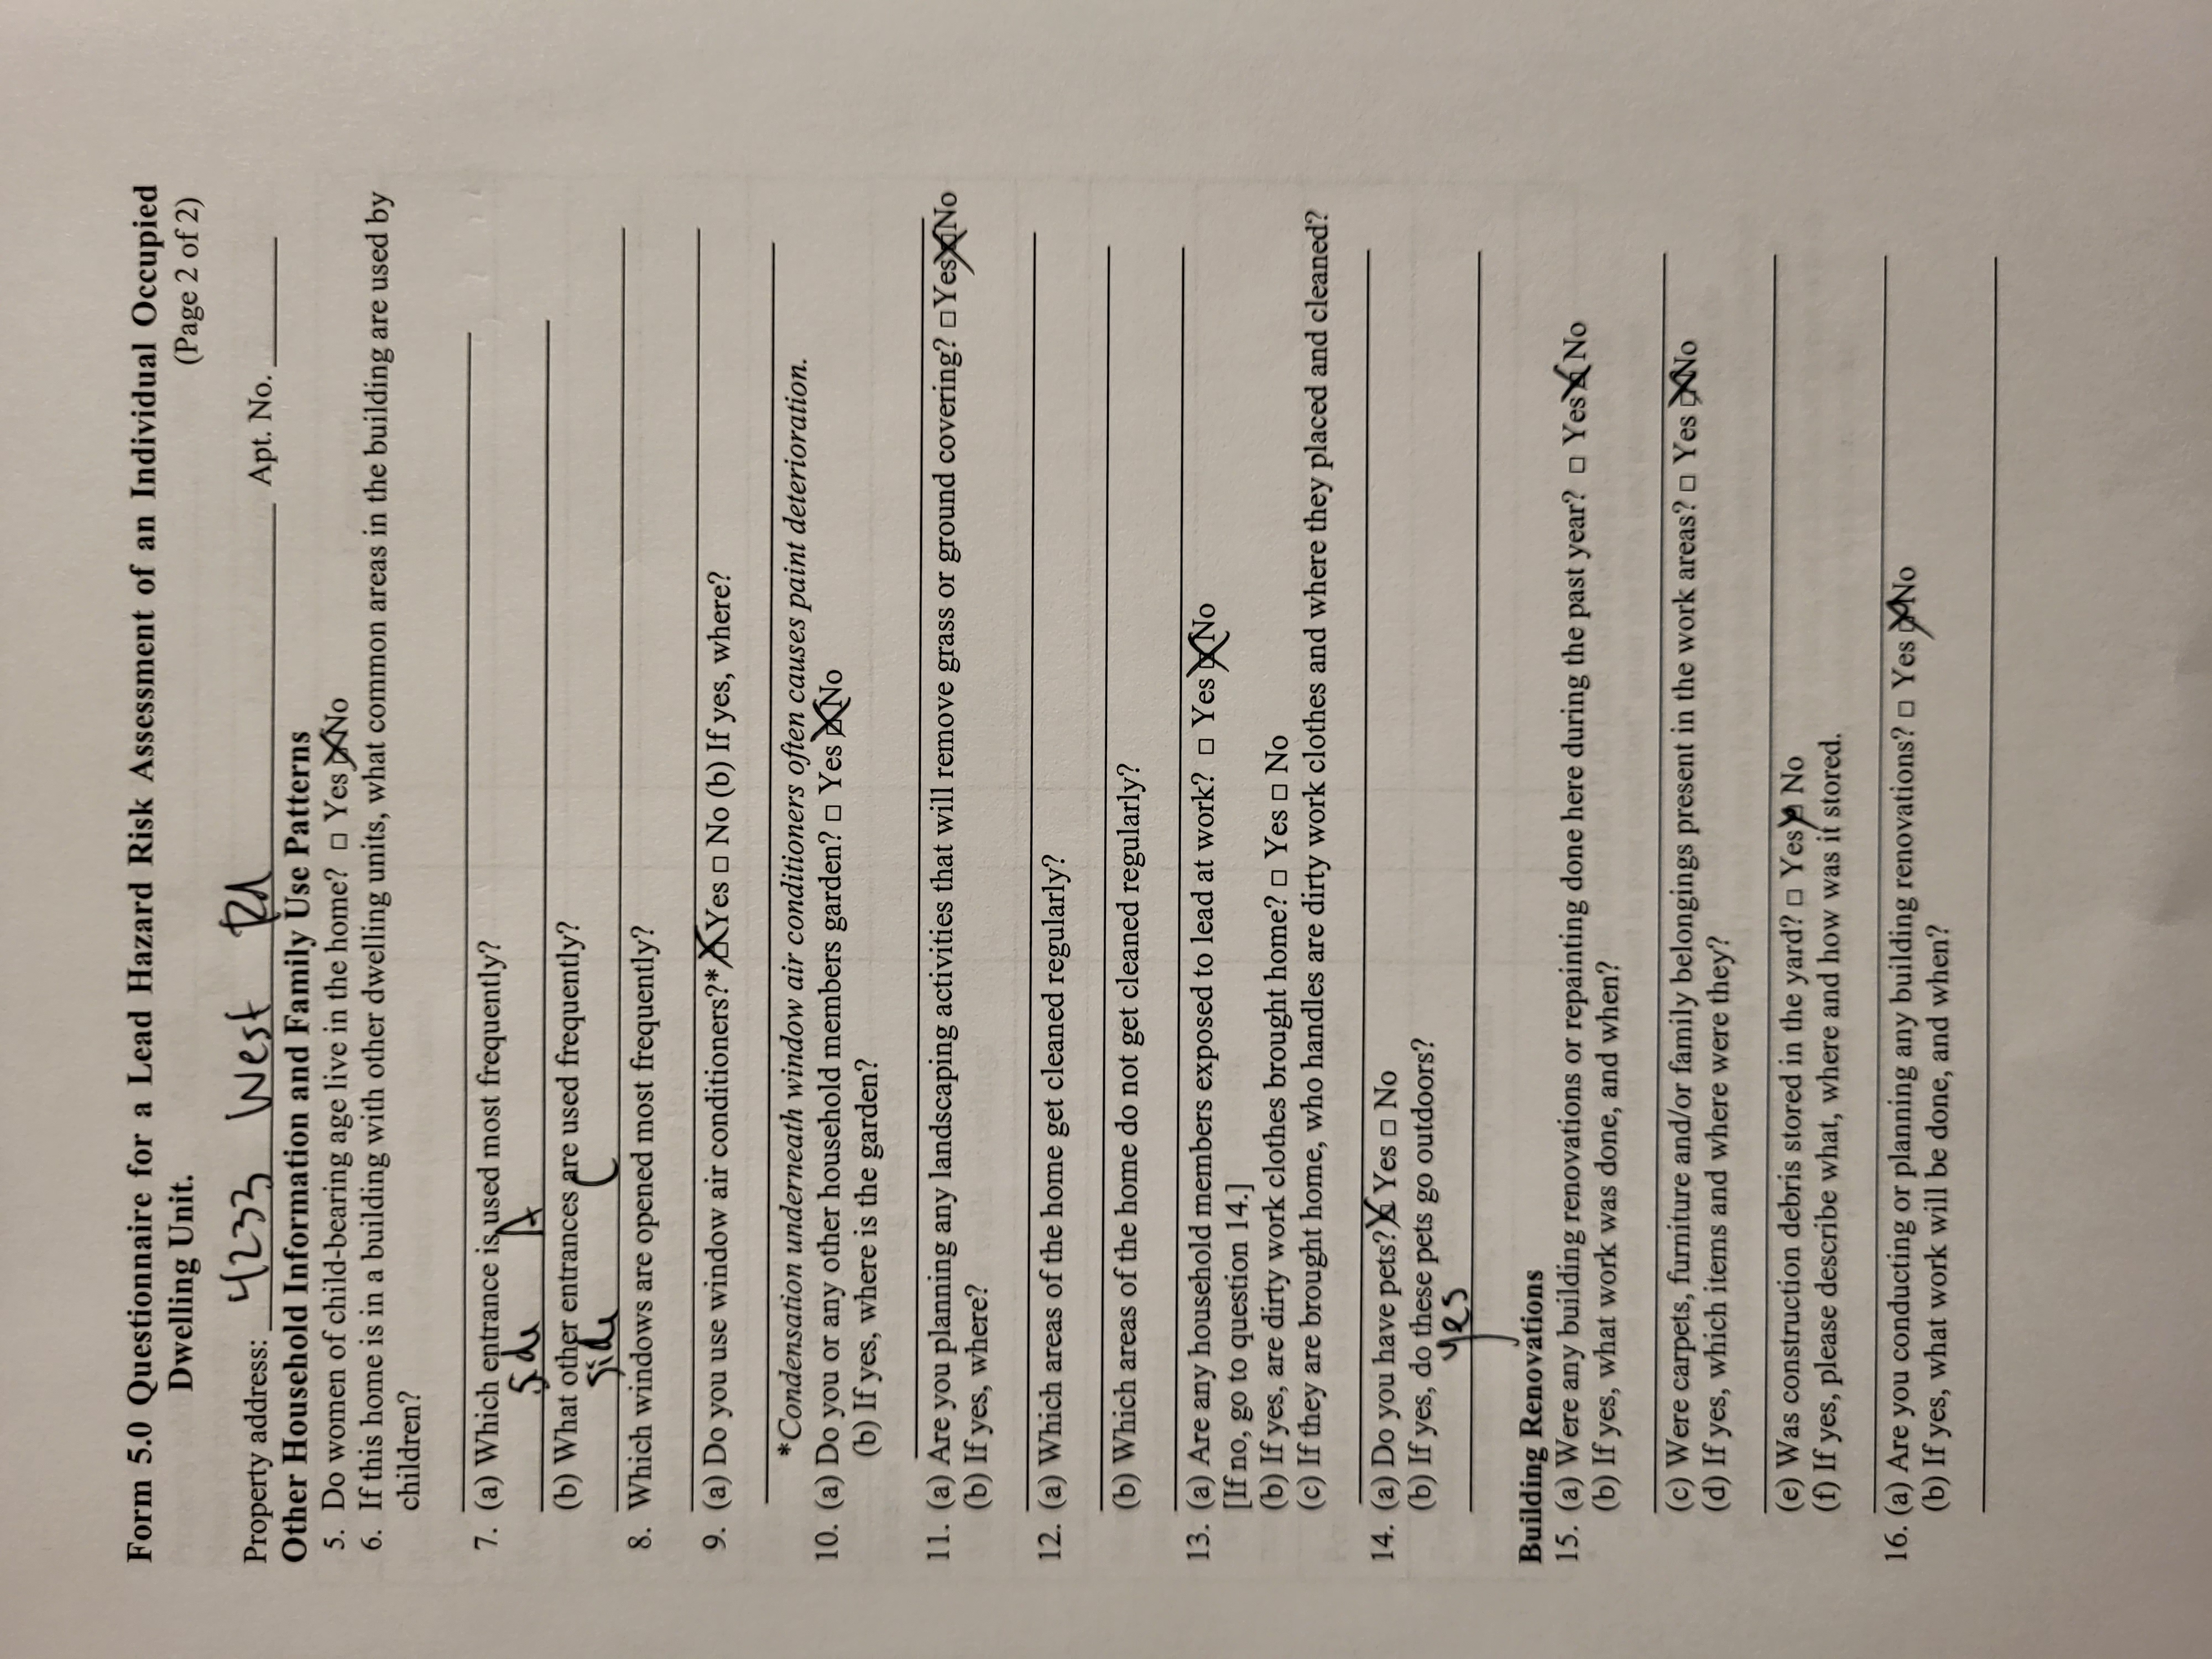 Form 5.0 Questionnaire for a Lead Hazard Risk Assessment of an Individual Occupied
Dwelling Unit. (Page 2 of 2)
Property address: 4233 West Rd Apt. No. ______
Other Household Information and Family Use Patterns
5. Do women of child-bearing age live in the home? □ Yes ☒ No
6. If this home is in a building with other dwelling units, what common areas in the building are used by
children?
7. (a) Which entrance is used most frequently?
Side A
(b) What other entrances are used frequently?
Side C
8. Which windows are opened most frequently?
9. (a) Do you use window air conditioners?* ☒ Yes □ No (b) If yes, where?
*Condensation underneath window air conditioners often causes paint deterioration.
10. (a) Do you or any other household members garden? □ Yes ☒ No
(b) If yes, where is the garden?
11. (a) Are you planning any landscaping activities that will remove grass or ground covering? □ Yes ☒ No
(b) If yes, where?
12. (a) Which areas of the home get cleaned regularly?
(b) Which areas of the home do not get cleaned regularly?
13. (a) Are any household members exposed to lead at work? □ Yes ☒ No
[If no, go to question 14.]
(b) If yes, are dirty work clothes brought home? □ Yes □ No
(c) If they are brought home, who handles are dirty work clothes and where they placed and cleaned?
14. (a) Do you have pets? ☒ Yes □ No
(b) If yes, do these pets go outdoors?
yes
Building Renovations
15. (a) Were any building renovations or repainting done here during the past year? □ Yes ☒ No
(b) If yes, what work was done, and when?
(c) Were carpets, furniture and/or family belongings present in the work areas? □ Yes ☒ No
(d) If yes, which items and where were they?
(e) Was construction debris stored in the yard? □ Yes ☒ No
(f) If yes, please describe what, where and how was it stored.
16. (a) Are you conducting or planning any building renovations? □ Yes ☒ No
(b) If yes, what work will be done, and when?